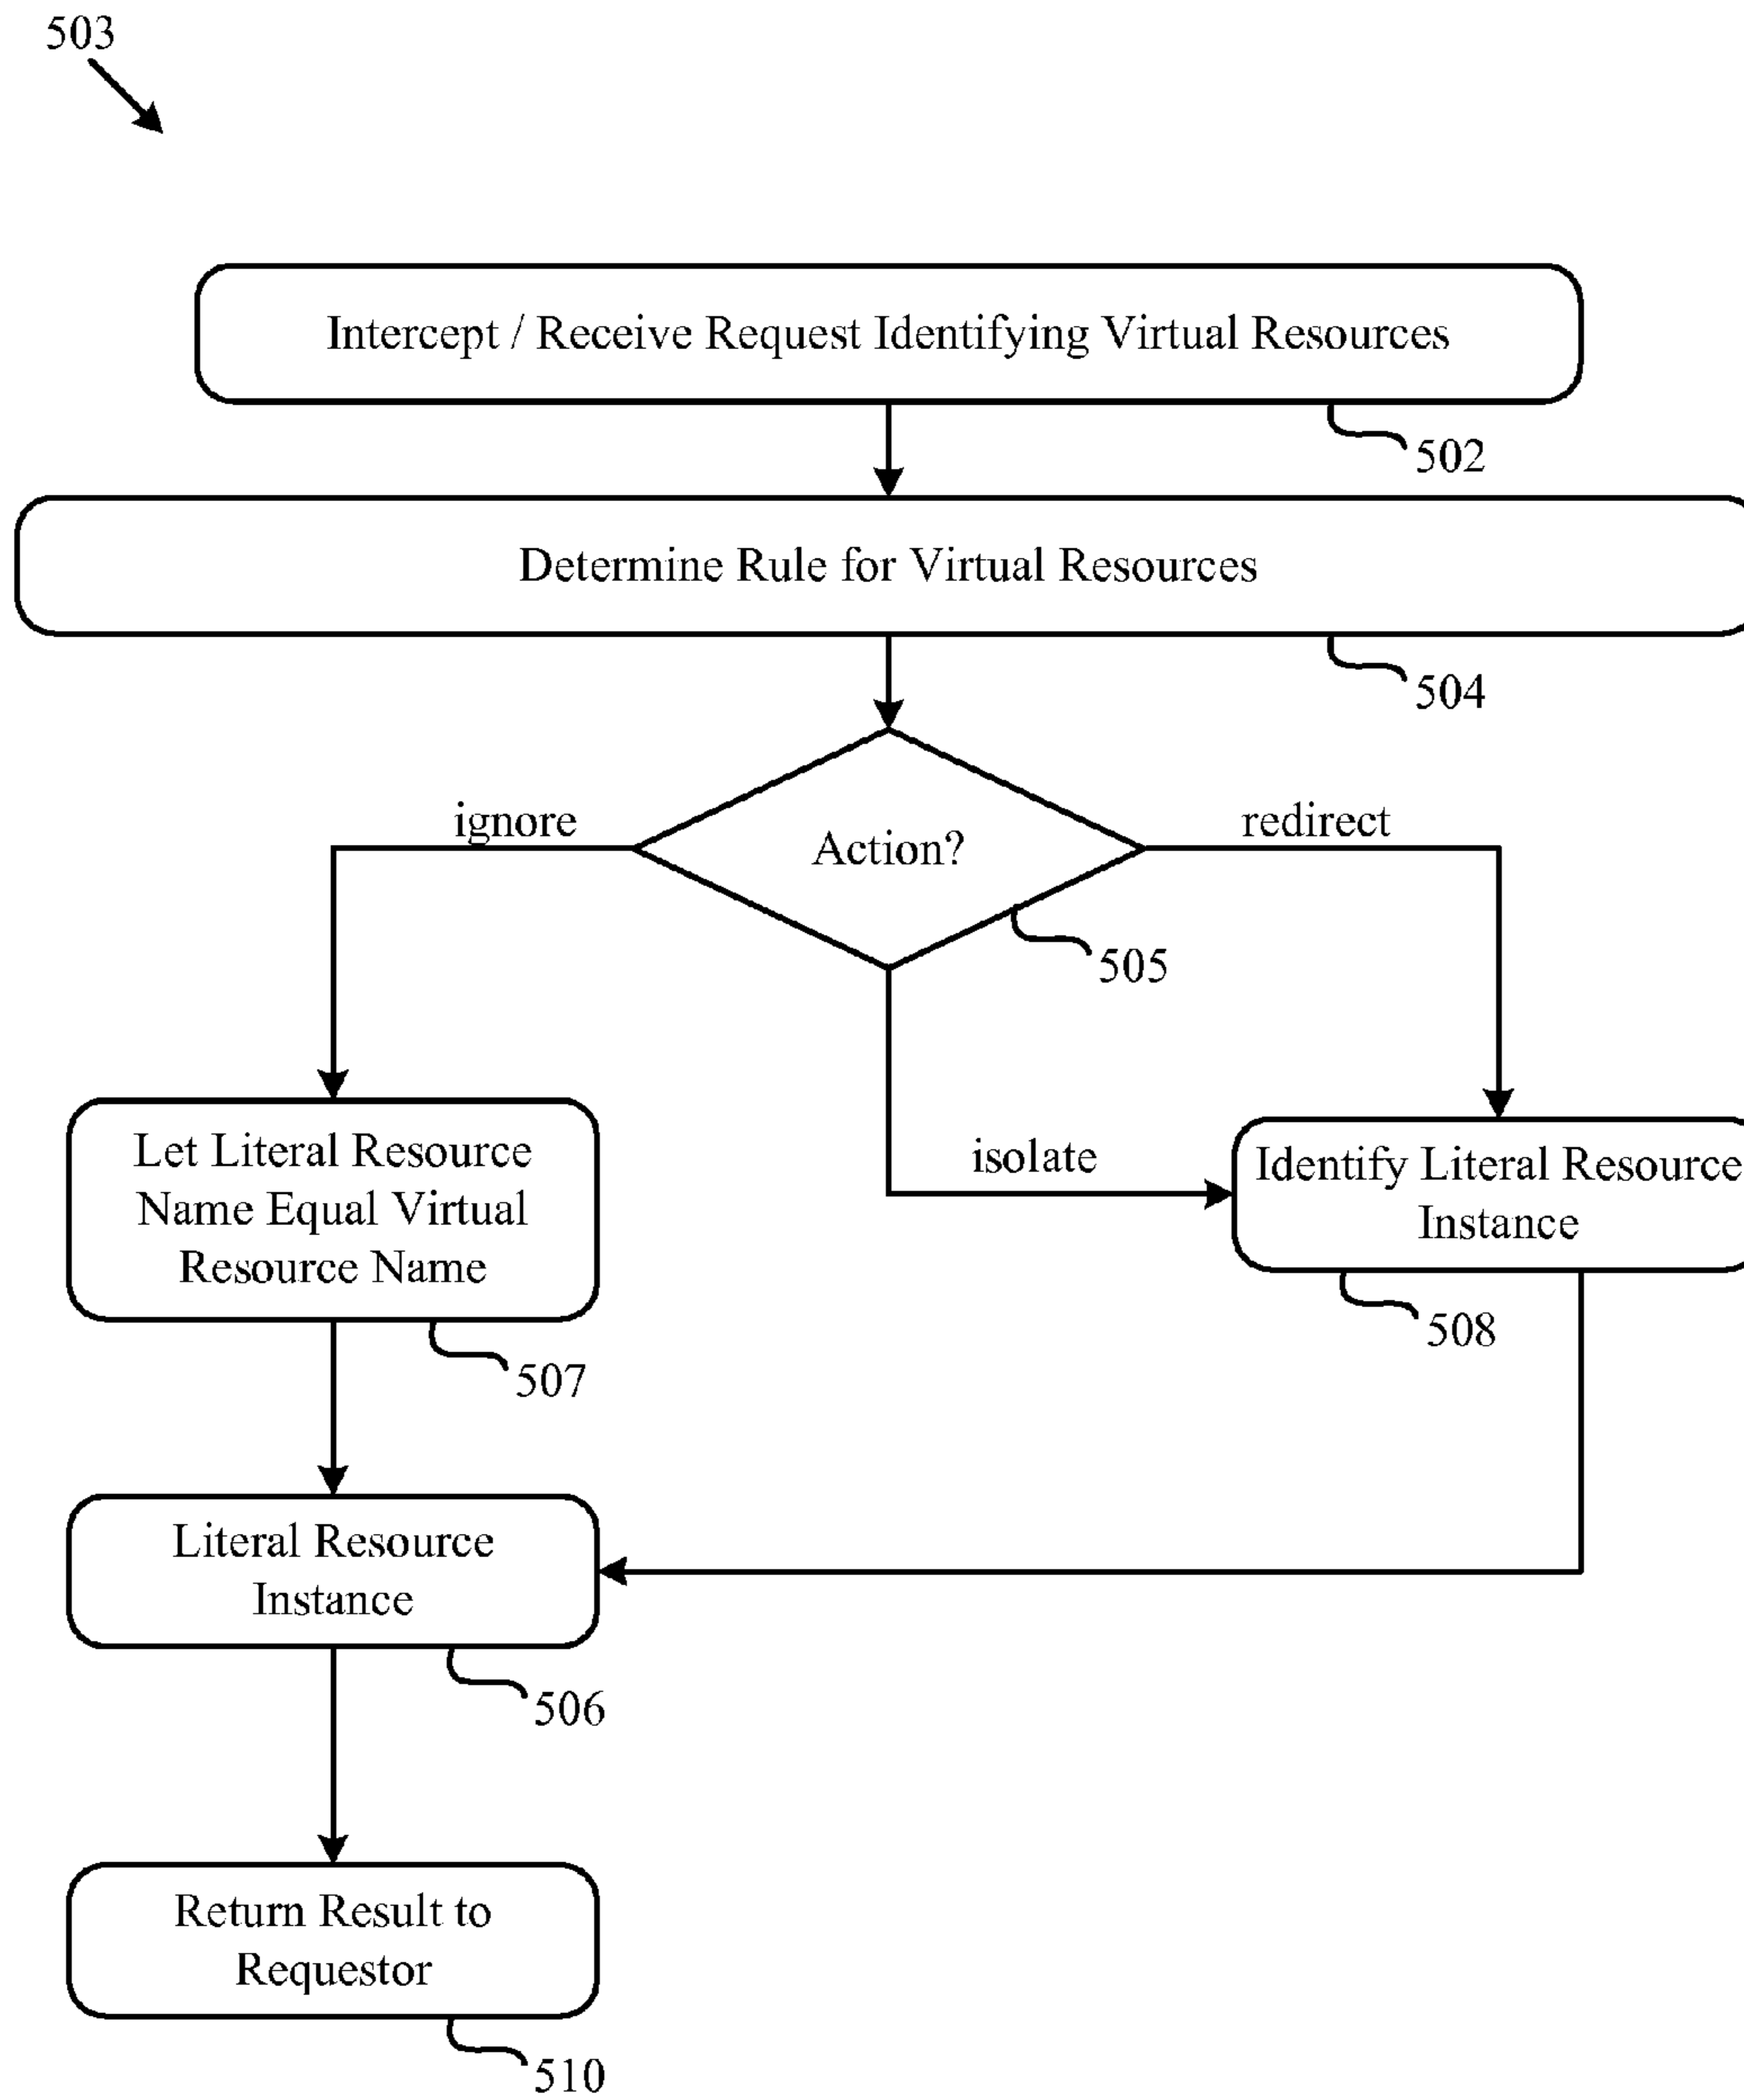 503
Intercept / Receive Request Identifying Virtual Resources
502
Determine Rule for Virtual Resources
504
ignore
Action?
redirect
505
Let Literal Resource
Name Equal Virtual
Resource Name
507
isolate
Identify Literal Resource
Instance
508
Literal Resource
Instance
506
Return Result to
Requestor
510